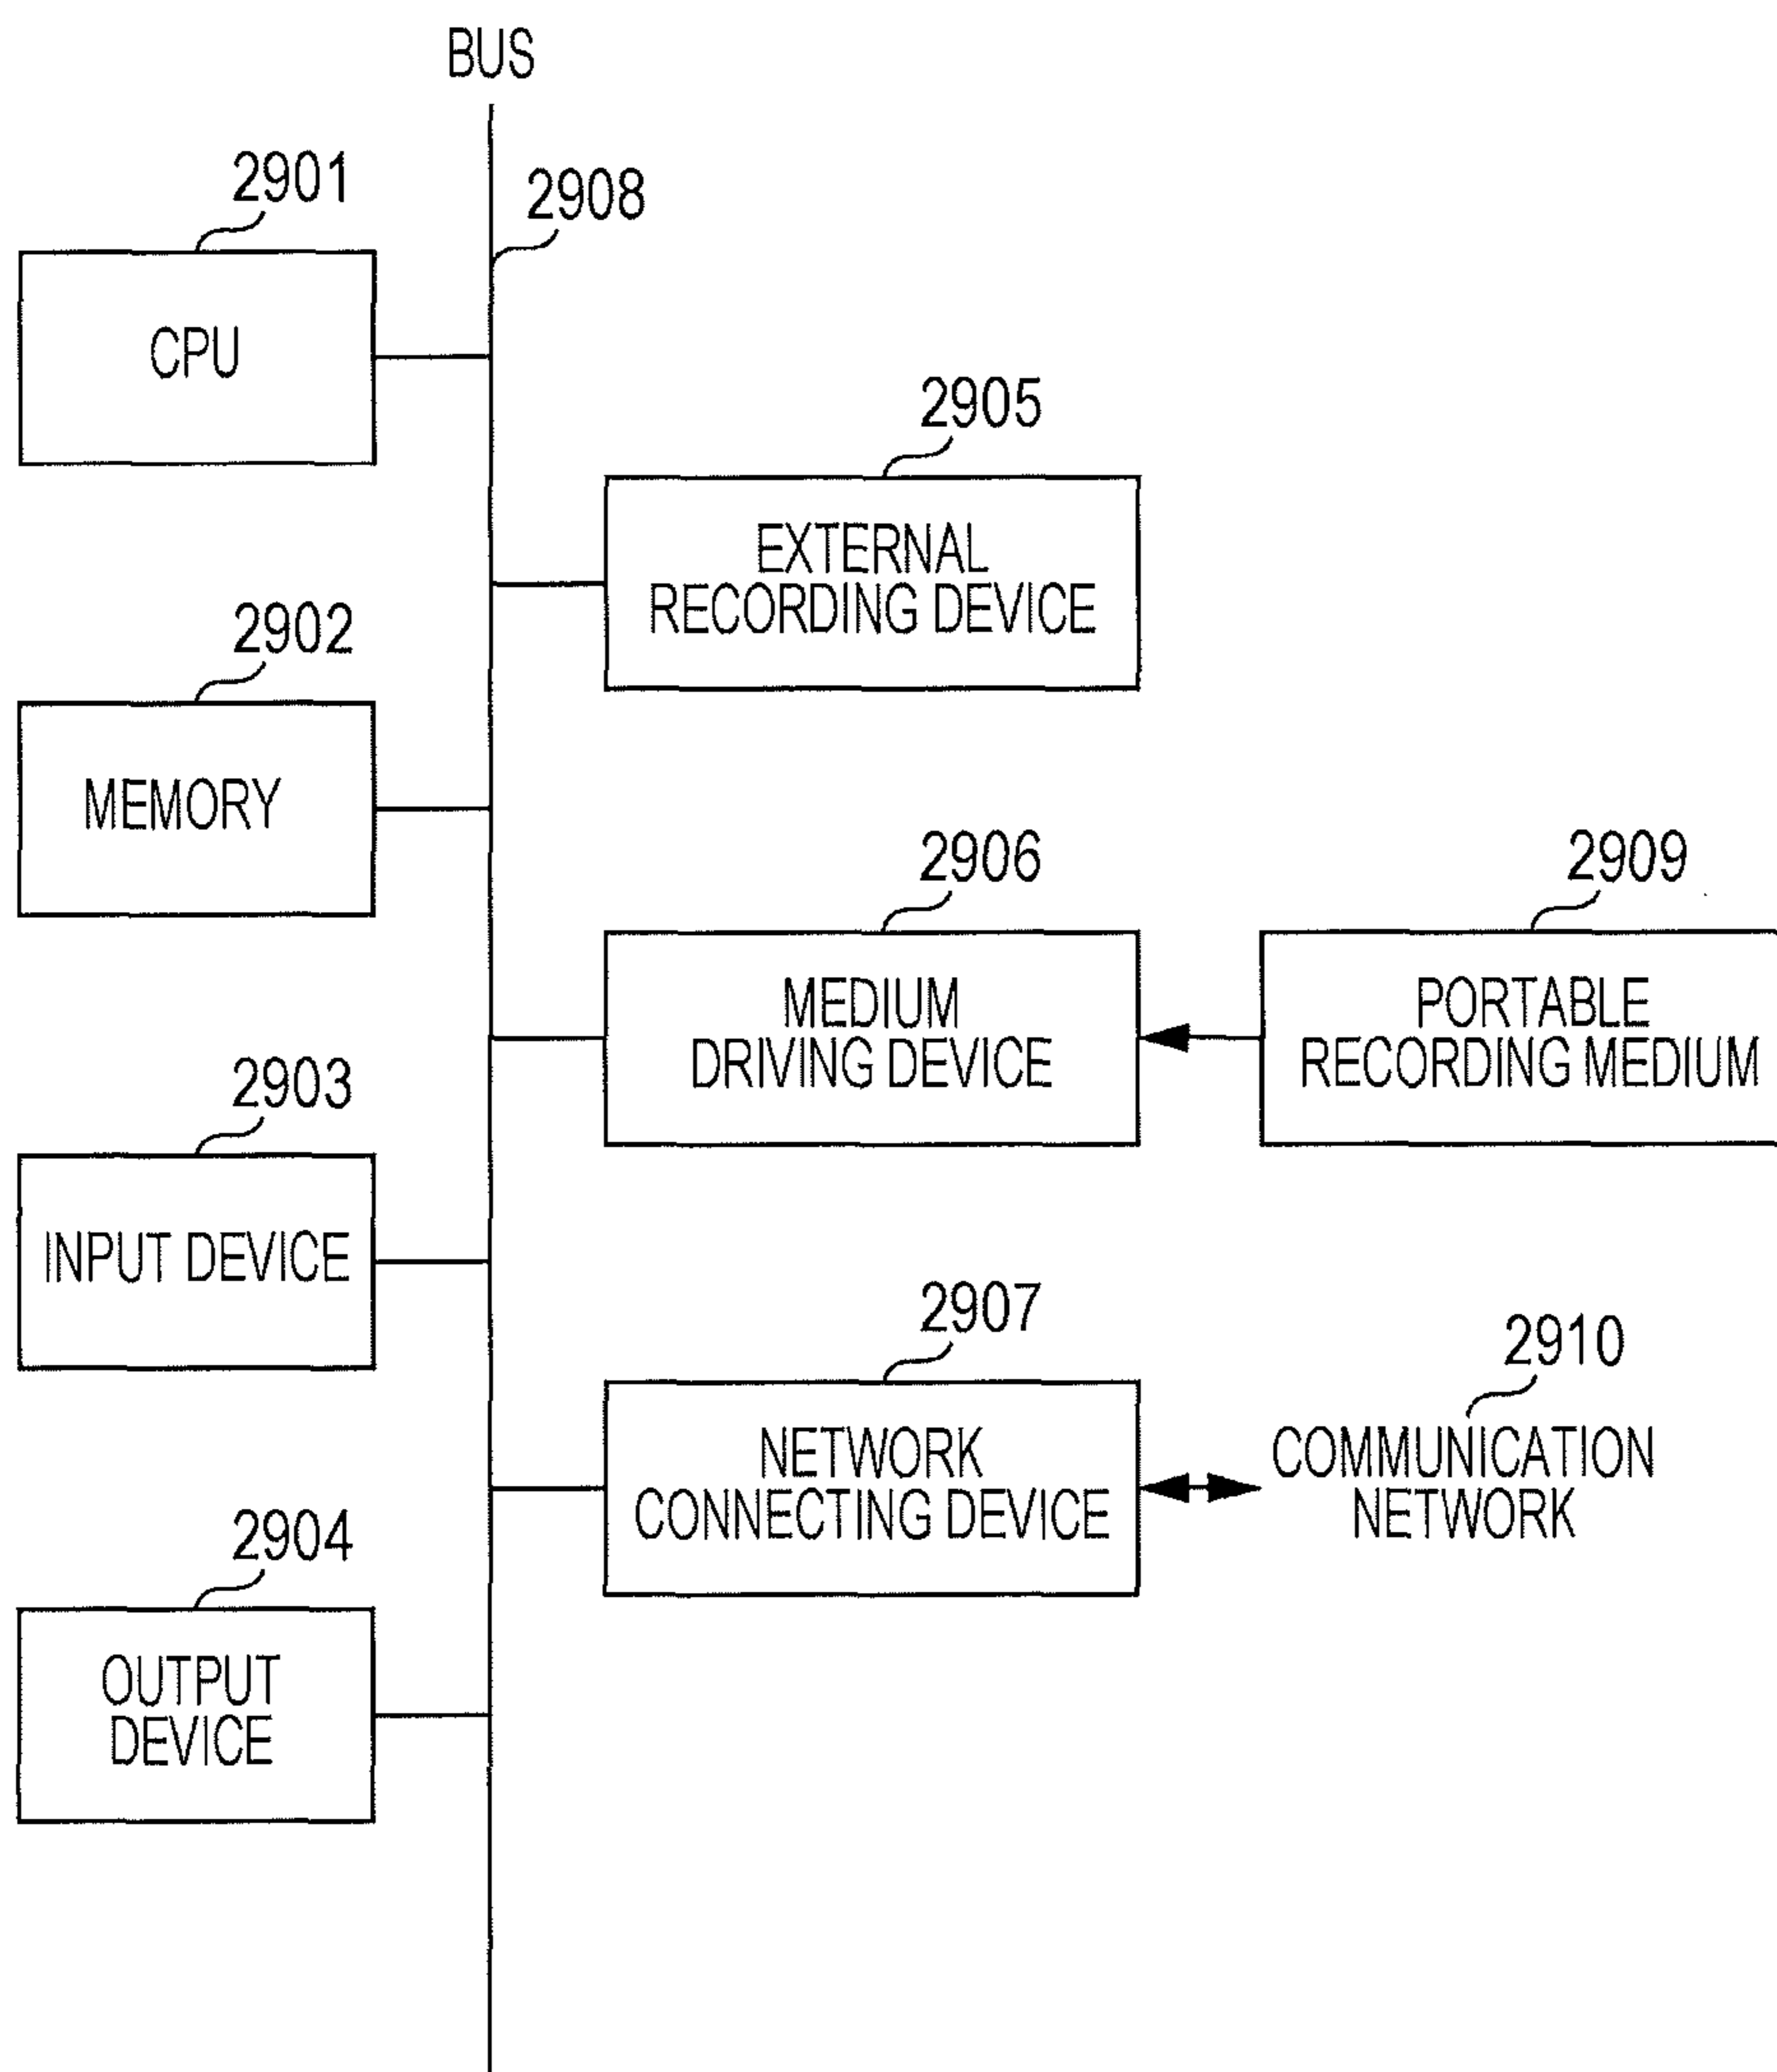 BUS
2901
2908
CPU
2905
EXTERNAL
RECORDING DEVICE
2902
MEMORY
2906
2909
MEDIUM
DRIVING DEVICE
PORTABLE
RECORDING MEDIUM
2903
INPUT DEVICE
2907
2910
NETWORK
CONNECTING DEVICE
COMMUNICATION
NETWORK
2904
OUTPUT
DEVICE